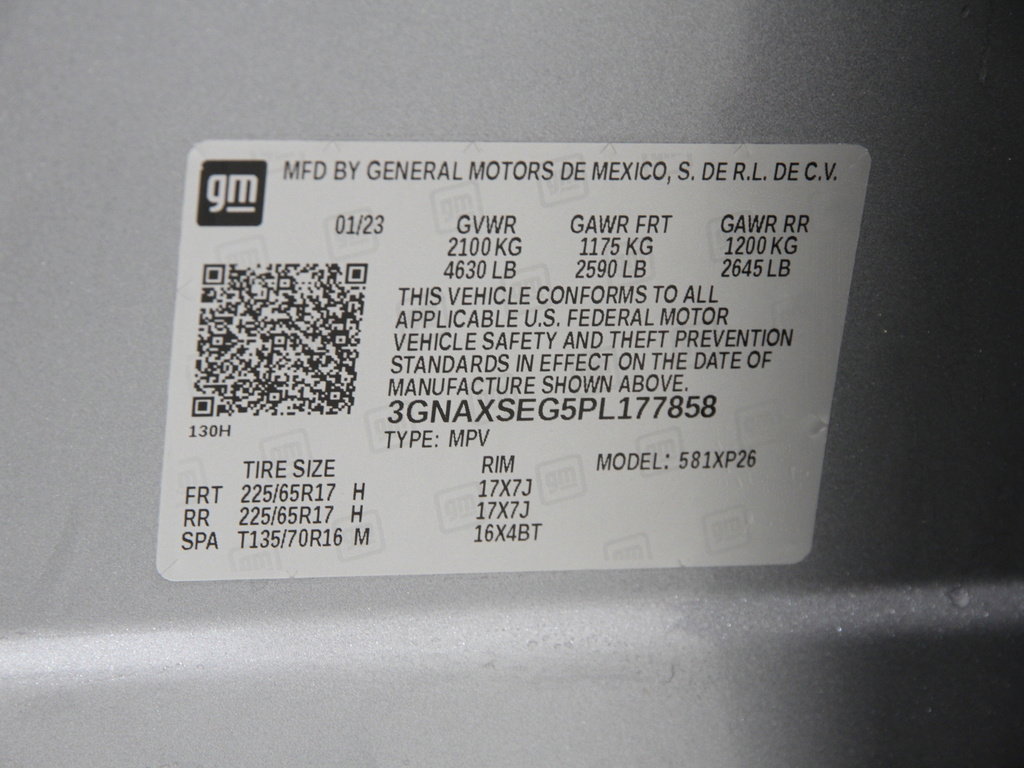 gm
MFD BY GENERAL MOTORS DE MEXICO, S. DE R.L. DE C.V.
01/23 GVWR GAWR FRT GAWR RR
2100 KG 1175 KG 1200 KG
4630 LB 2590 LB 2645 LB
THIS VEHICLE CONFORMS TO ALL
APPLICABLE U.S. FEDERAL MOTOR
VEHICLE SAFETY AND THEFT PREVENTION
STANDARDS IN EFFECT ON THE DATE OF
MANUFACTURE SHOWN ABOVE.
3GNAXSEG5PL177858
130H
TYPE: MPV
TIRE SIZE RIM MODEL: 581XP26
FRT 225/65R17 H 17X7J
RR 225/65R17 H 17X7J
SPA T135/70R16 M 16X4BT